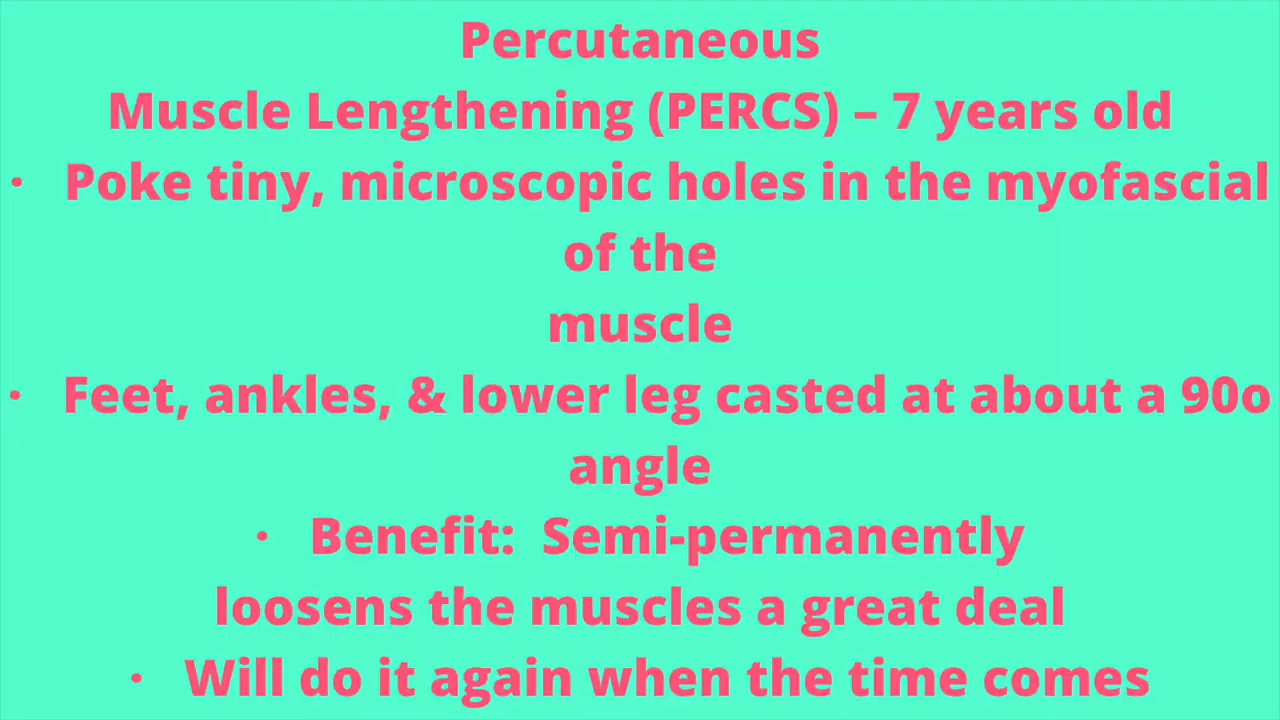 Percutaneous
Muscle Lengthening (PERCS) – 7 years old
· Poke tiny, microscopic holes in the myofascial
of the
muscle
· Feet, ankles, & lower leg casted at about a 90o
angle
· Benefit: Semi-permanently
loosens the muscles a great deal
· Will do it again when the time comes